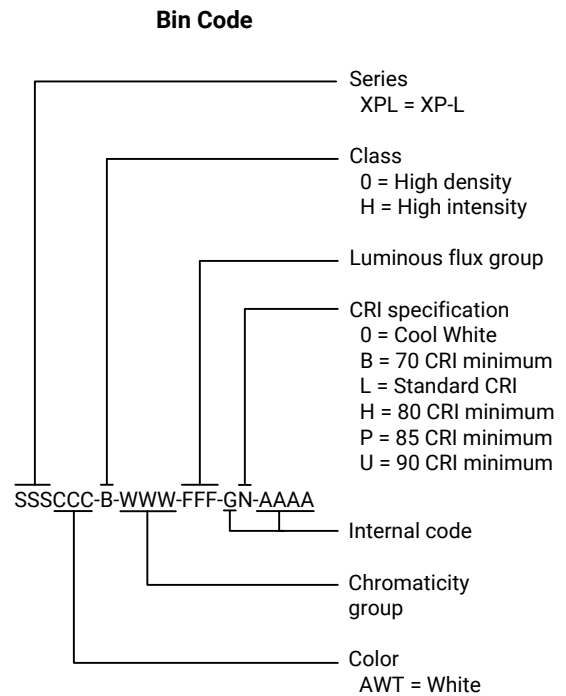 Bin Code
Series
XPL = XP-L
Class
0 = High density
H = High intensity
Luminous flux group
CRI specification
0 = Cool White
B = 70 CRI minimum
L = Standard CRI
H = 80 CRI minimum
P = 85 CRI minimum
U = 90 CRI minimum
SSSCCC-B-WWW-FFF-GN-AAAA
Internal code
Chromaticity
group
Color
AWT = White